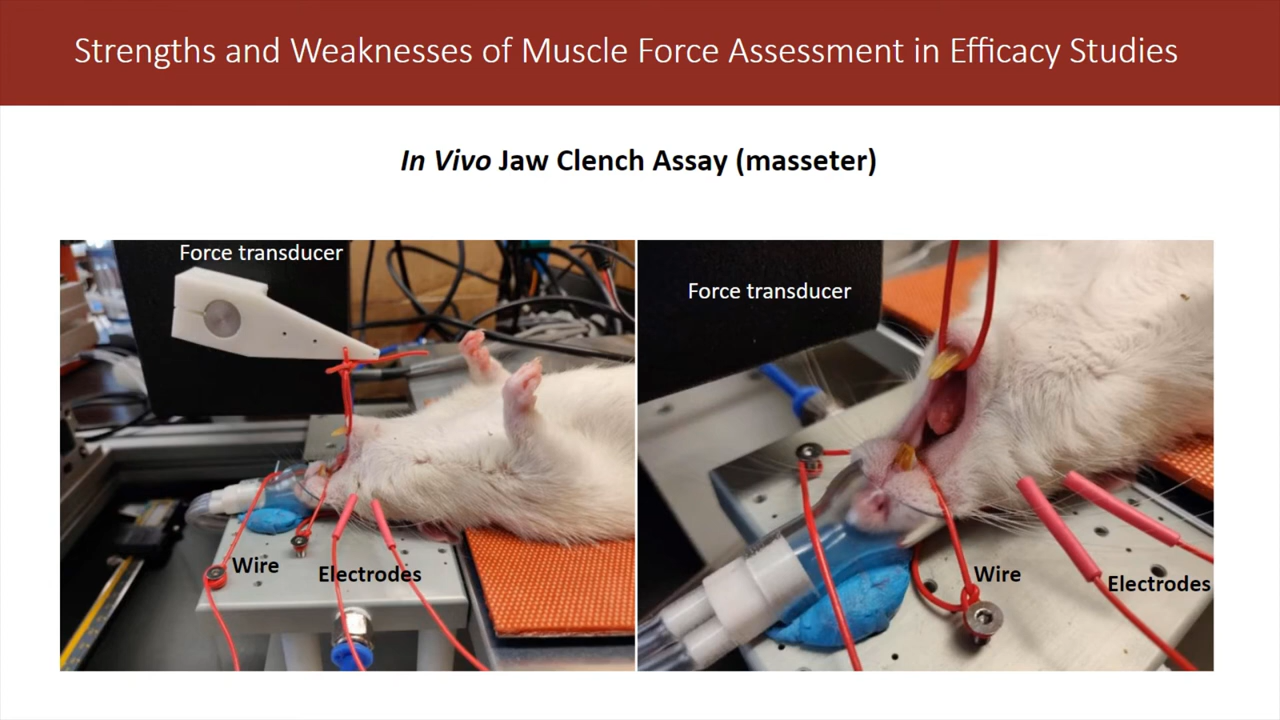 Strengths and Weaknesses of Muscle Force Assessment in Efficacy Studies
In Vivo Jaw Clench Assay (masseter)
Force transducer
Wire
Electrodes
Force transducer
Wire
Electrodes